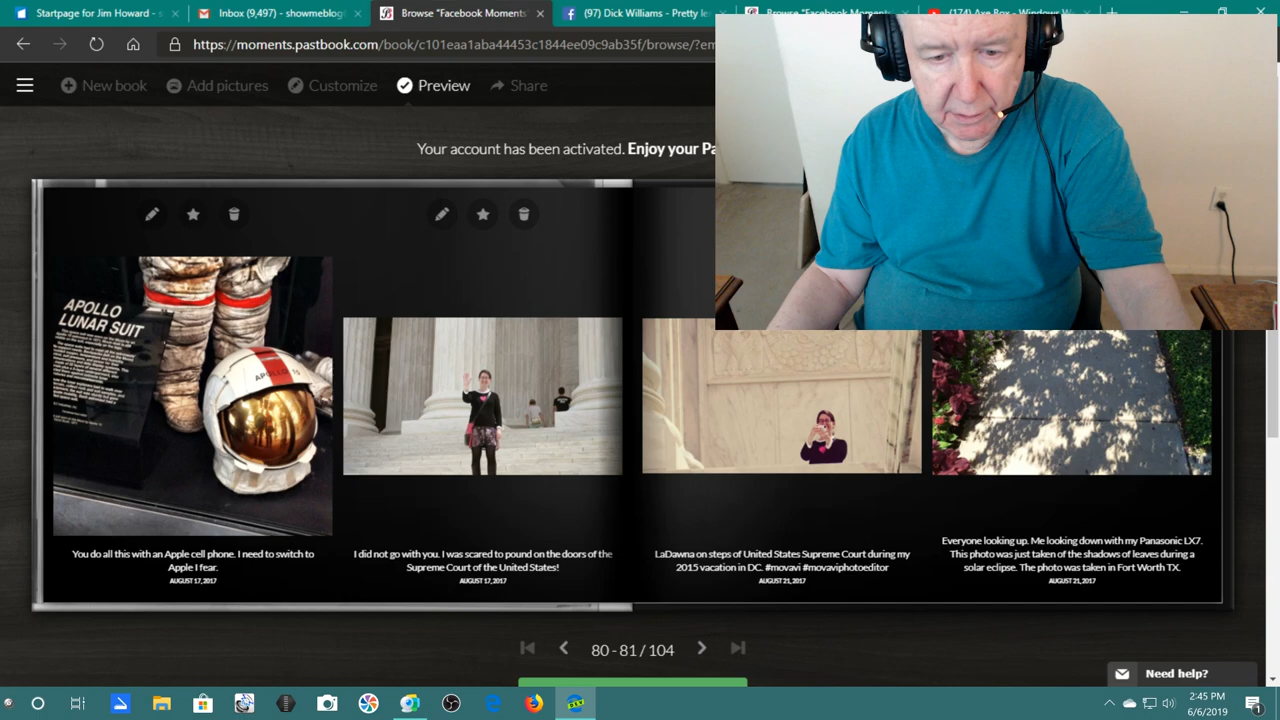 Startpage for Jim Howard - s
Inbox (9,497) - showmeblog
Browse "Facebook Moments
(97) Dick Williams - Pretty le
Browse "Facebook Moments
(174) Axe Box - Windows W
https://moments.pastbook.com/book/c101eaa1aba44453c1844ee09c9ab35f/browse/?em
New book
Add pictures
Customize
Preview
Share
Your account has been activated. Enjoy your Pa
APOLLO
LUNAR SUIT
APOLLO
You do all this with an Apple cell phone. I need to switch to
Apple I fear.
AUGUST 17, 2017
I did not go with you. I was scared to pound on the doors of the
Supreme Court of the United States!
AUGUST 17, 2017
LaDawna on steps of United States Supreme Court during my
2015 vacation in DC. #movavi #movaviphotoeditor
AUGUST 21, 2017
Everyone looking up. Me looking down with my Panasonic LX7.
This photo was just taken of the shadows of leaves during a
solar eclipse. The photo was taken in Fort Worth TX.
AUGUST 21, 2017
80 - 81 / 104
Need help?
2:45 PM
6/6/2019
1